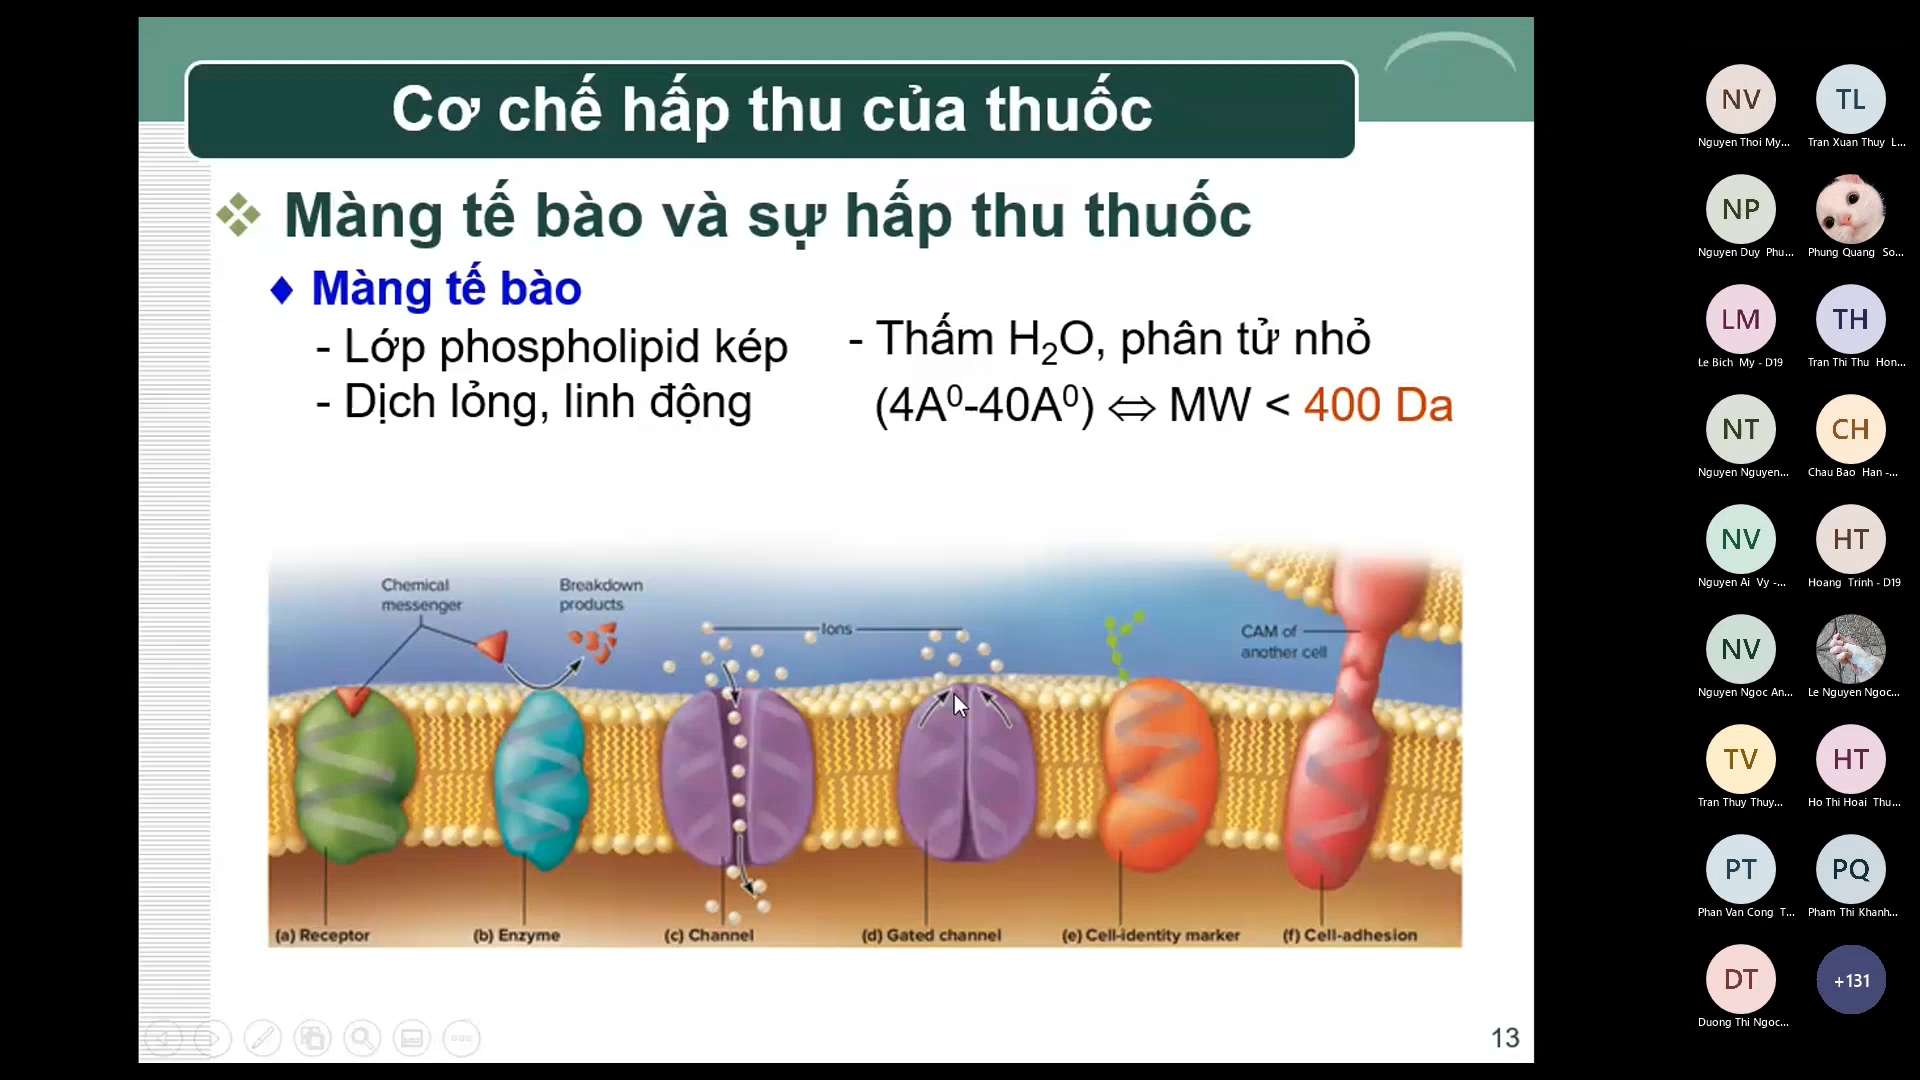 Cơ chế hấp thu của thuốc
Màng tế bào và sự hấp thu thuốc
Màng tế bào
- Lớp phospholipid kép
- Dịch lỏng, linh động
- Thấm H₂O, phân tử nhỏ
(4A⁰-40A⁰) ⇔ MW < 400 Da
Chemical
messenger
Breakdown
products
Ions
CAM of
another cell
(a) Receptor
(b) Enzyme
(c) Channel
(d) Gated channel
(e) Cell-identity marker
(f) Cell-adhesion
13
NV
TL
Nguyen Thoi My...
Tran Xuan Thuy L...
NP
Nguyen Duy Phu...
Phung Quang So...
LM
TH
Le Bich My - D19
Tran Thi Thu Hon...
NT
CH
Nguyen Nguyen...
Chau Bao Han -...
NV
HT
Nguyen Ai Vy -...
Hoang Trinh - D19
NV
Nguyen Ngoc An...
Le Nguyen Ngoc...
TV
HT
Tran Thuy Thuy...
Ho Thi Hoai Thu...
PT
PQ
Phan Van Cong T...
Pham Thi Khanh...
DT
+131
Duong Thi Ngoc...